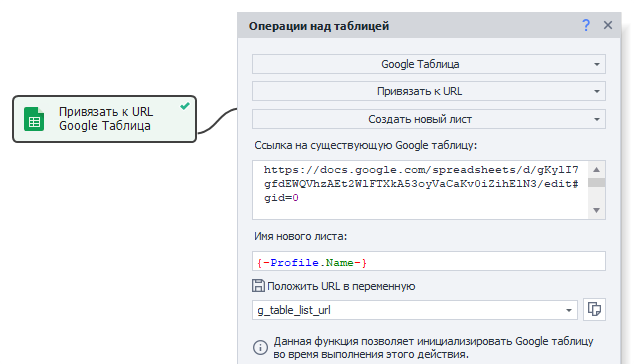 Операции над таблицей
?
Google Таблица
Привязать к URL
Google Таблица
Привязать к URL
Создать новый лист
Ссылка на существующую Google таблицу:
https://docs.google.com/spreadsheets/d/gKylI7
gfdEWQVhzAEt2WlFTXkA53oyVaCaKv0iZihElN3/edit#
gid=0
Имя нового листа:
{-Profile.Name-}
Положить URL в переменную
g_table_list_url
Данная функция позволяет инициализировать Google таблицу
во время выполнения этого действия.